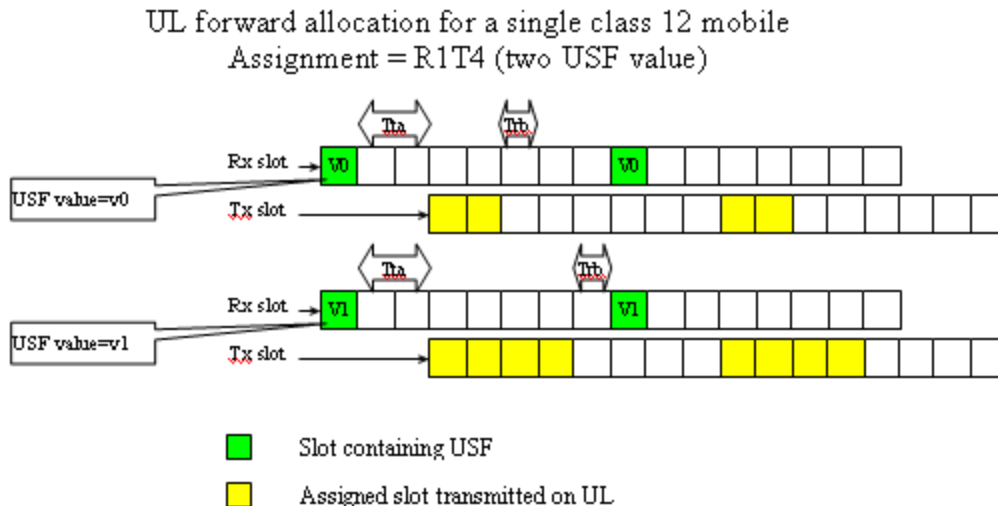 UL forward allocation for a single class 12 mobile
Assignment = R1T4 (two USF value)
Tta
Trb
Rx slot
V0
V0
USF value=v0
Tx slot
Tta
Trb
Rx slot
V1
V1
USF value=v1
Tx slot
Slot containing USF
Assigned slot transmitted on UL